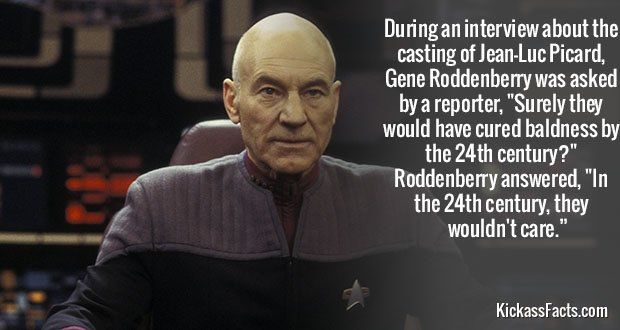 During an interview about the
casting of Jean-Luc Picard,
Gene Roddenberry was asked
by a reporter, "Surely they
would have cured baldness by
the 24th century?"
Roddenberry answered, "In
the 24th century, they
wouldn't care.”
KickassFacts.com